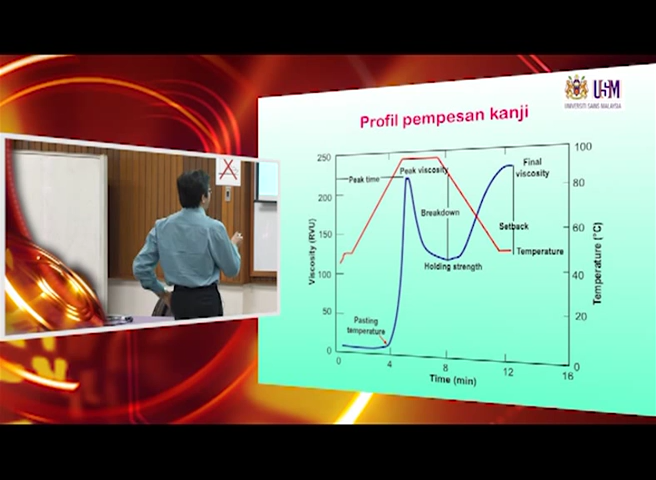 USM
UNIVERSITI SAINS MALAYSIA
Profil pempesan kanji
250
200
150
100
50
0
Viscosity (RVU)
100
80
60
40
20
0
Temperature (°C)
Peak time
Peak viscosity
Final
viscosity
Breakdown
Setback
Temperature
Holding strength
Pasting
temperature
0
4
8
12
16
Time (min)